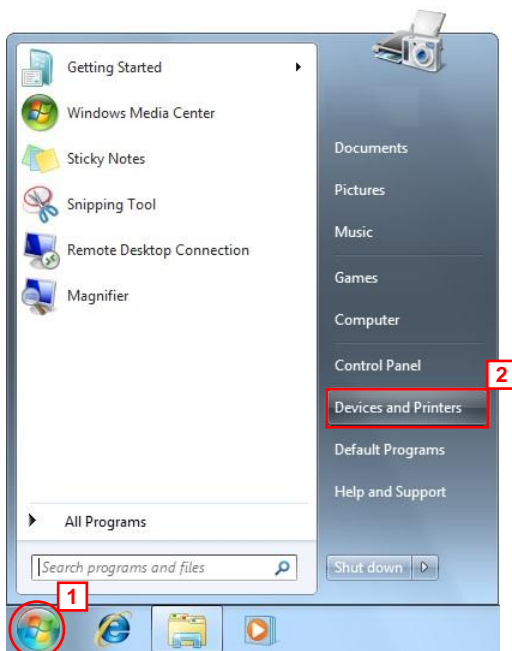 Getting Started
Windows Media Center
Sticky Notes
Snipping Tool
Remote Desktop Connection
Magnifier
All Programs
Search programs and files
1
Documents
Pictures
Music
Games
Computer
Control Panel
2
Devices and Printers
Default Programs
Help and Support
Shut down